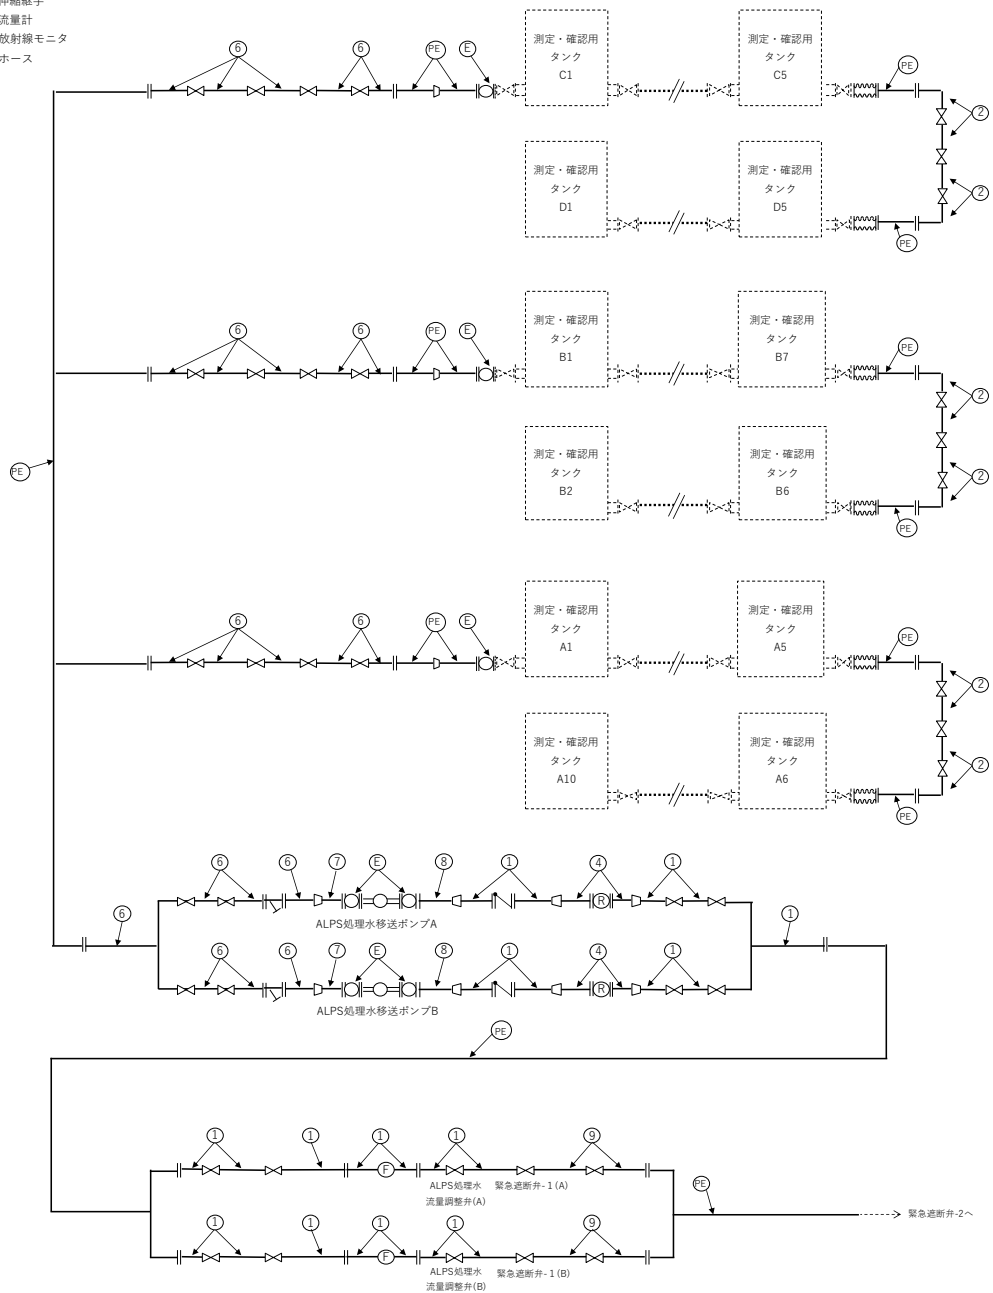 伸縮継手
流量計
放射線モニタ
ホース
6
6
PE
E
測定・確認用
タンク
C1
測定・確認用
タンク
C5
PE
2
測定・確認用
タンク
D1
測定・確認用
タンク
D5
2
PE
6
6
PE
E
測定・確認用
タンク
B1
測定・確認用
タンク
B7
PE
2
PE
測定・確認用
タンク
B2
測定・確認用
タンク
B6
2
PE
6
6
PE
E
測定・確認用
タンク
A1
測定・確認用
タンク
A5
PE
2
測定・確認用
タンク
A10
測定・確認用
タンク
A6
2
PE
6
6
7
E
8
1
4
1
R
ALPS処理水移送ポンプA
6
1
6
6
7
E
8
1
4
1
R
ALPS処理水移送ポンプB
PE
1
1
1
1
9
F
ALPS処理水
流量調整弁(A)
緊急遮断弁-１(A)
PE
緊急遮断弁-2へ
1
1
1
1
9
F
ALPS処理水
流量調整弁(B)
緊急遮断弁-１(B)